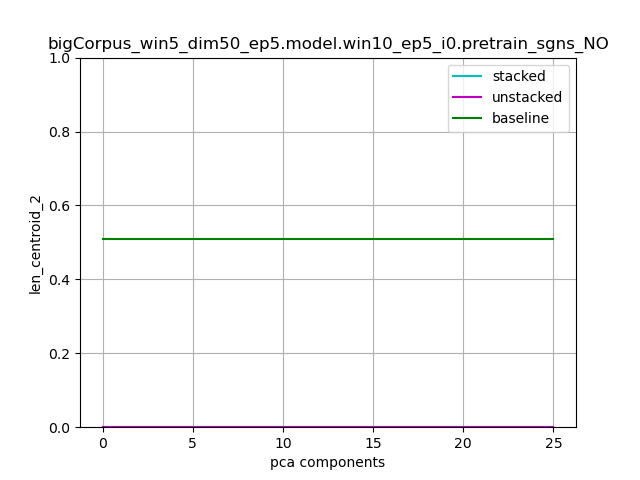 bigCorpus_win5_dim50_ep5.model.win10_ep5_i0.pretrain_sgns_NO
stacked
unstacked
baseline
len_centroid_2
1.0
0.8
0.6
0.4
0.2
0.0
0 5 10 15 20 25
pca components